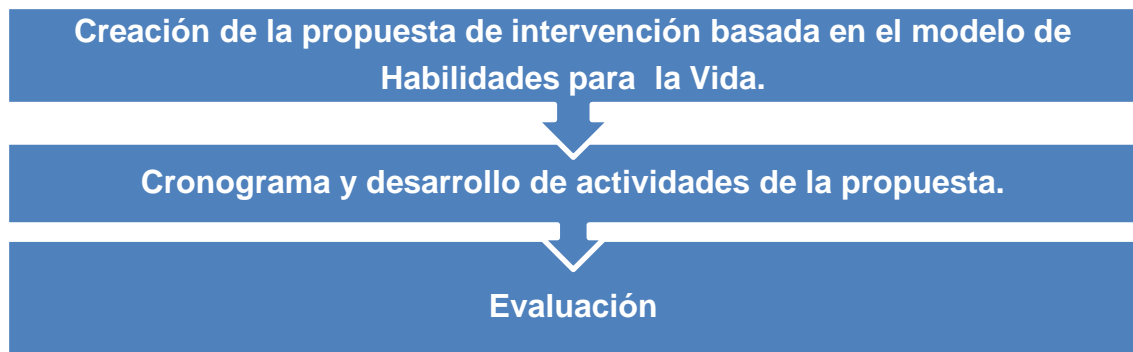 Creación de la propuesta de intervención basada en el modelo de
Habilidades para  la Vida.
Cronograma y desarrollo de actividades de la propuesta.
Evaluación